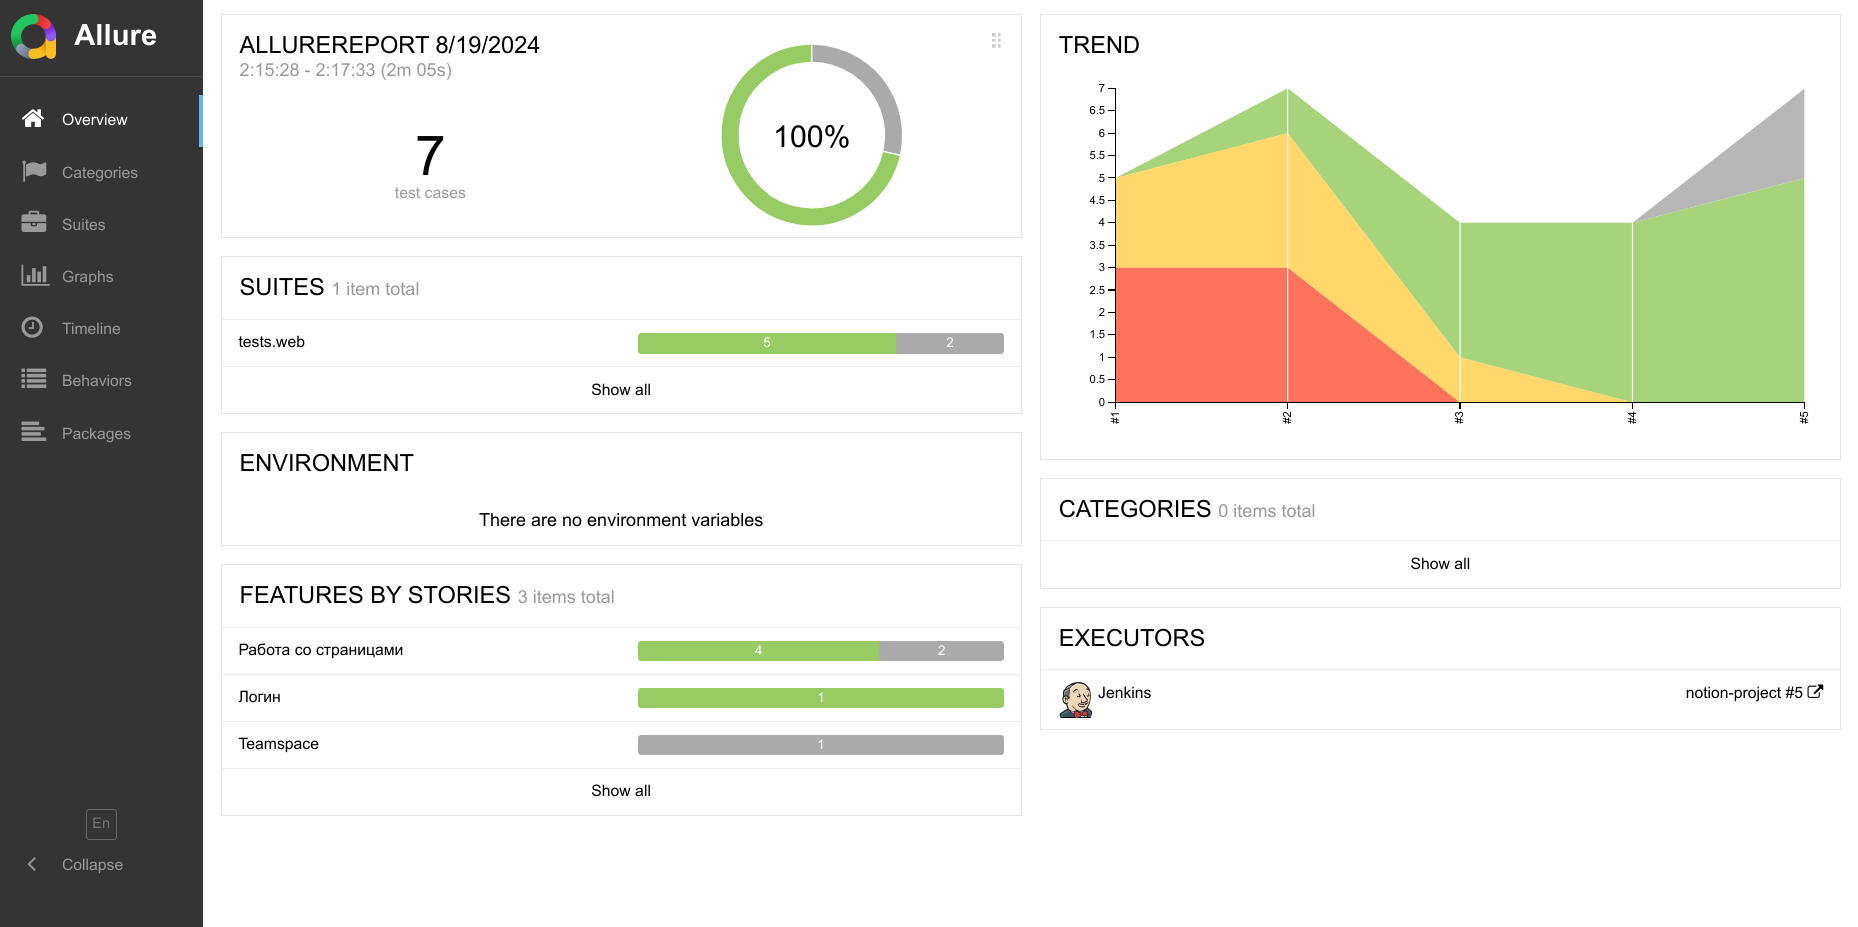 Allure
Overview
Categories
Suites
Graphs
Timeline
Behaviors
Packages
En
Collapse
ALLUREREPORT 8/19/2024
2:15:28 - 2:17:33 (2m 05s)
7
test cases
100%
SUITES 1 item total
tests.web 5 2
Show all
ENVIRONMENT
There are no environment variables
FEATURES BY STORIES 3 items total
Работа со страницами 4 2
Логин 1
Teamspace 1
Show all
TREND
7
6.5
6
5.5
5
4.5
4
3.5
3
2.5
2
1.5
1
0.5
0
#1 #2 #3 #4 #5
CATEGORIES 0 items total
Show all
EXECUTORS
Jenkins notion-project #5